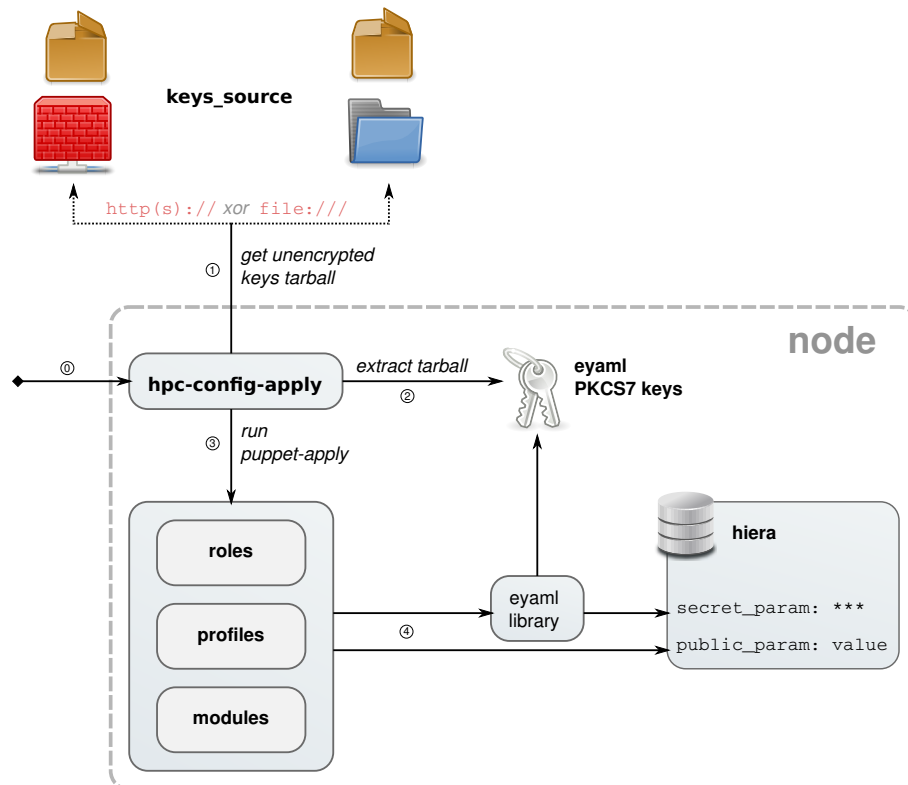 keys_source
http(s):// xor file:///
① get unencrypted
keys tarball
node
⓪
hpc-config-apply
extract tarball
②
eyaml
PKCS7 keys
③ run
puppet-apply
roles
profiles
modules
④
eyaml
library
hiera
secret_param: ***
public_param: value